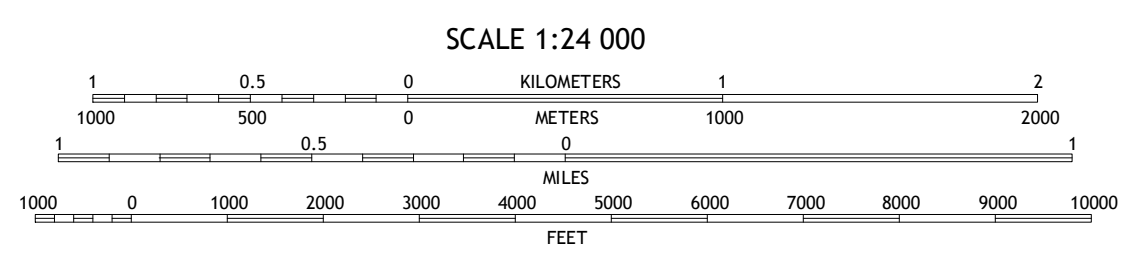 SCALE 1:24 000
1 0.5 0 KILOMETERS 1 2
1000 500 0 METERS 1000 2000
1 0.5 0 1
MILES
1000 0 1000 2000 3000 4000 5000 6000 7000 8000 9000 10000
FEET